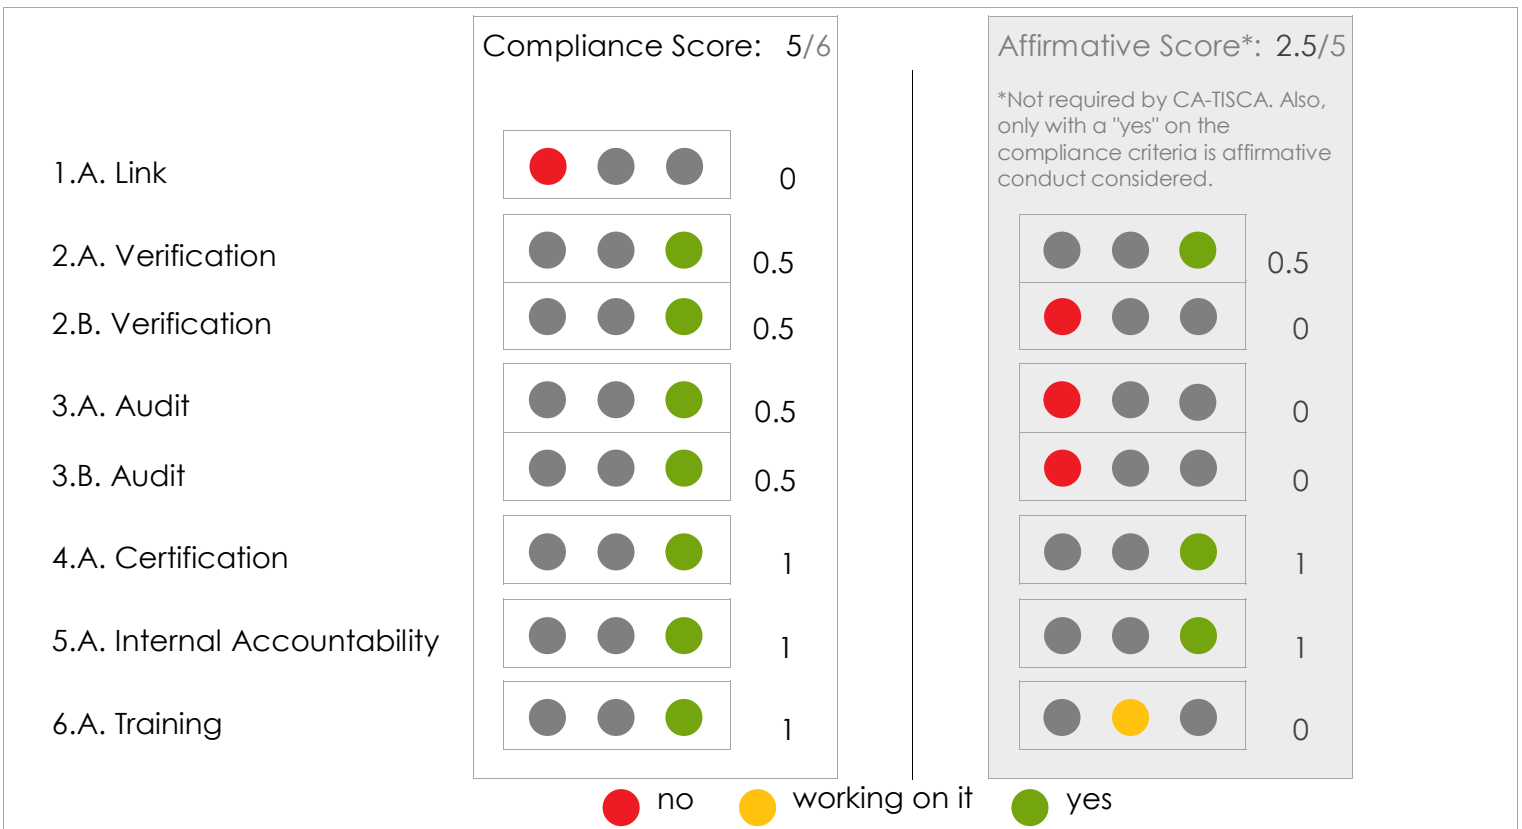 Compliance Score: 5/6
Affirmative Score*: 2.5/5
*Not required by CA-TISCA. Also,
only with a "yes" on the
compliance criteria is affirmative
conduct considered.
1.A. Link 0
2.A. Verification 0.5 0.5
2.B. Verification 0.5 0
3.A. Audit 0.5 0
3.B. Audit 0.5 0
4.A. Certification 1 1
5.A. Internal Accountability 1 1
6.A. Training 1 0
no working on it yes